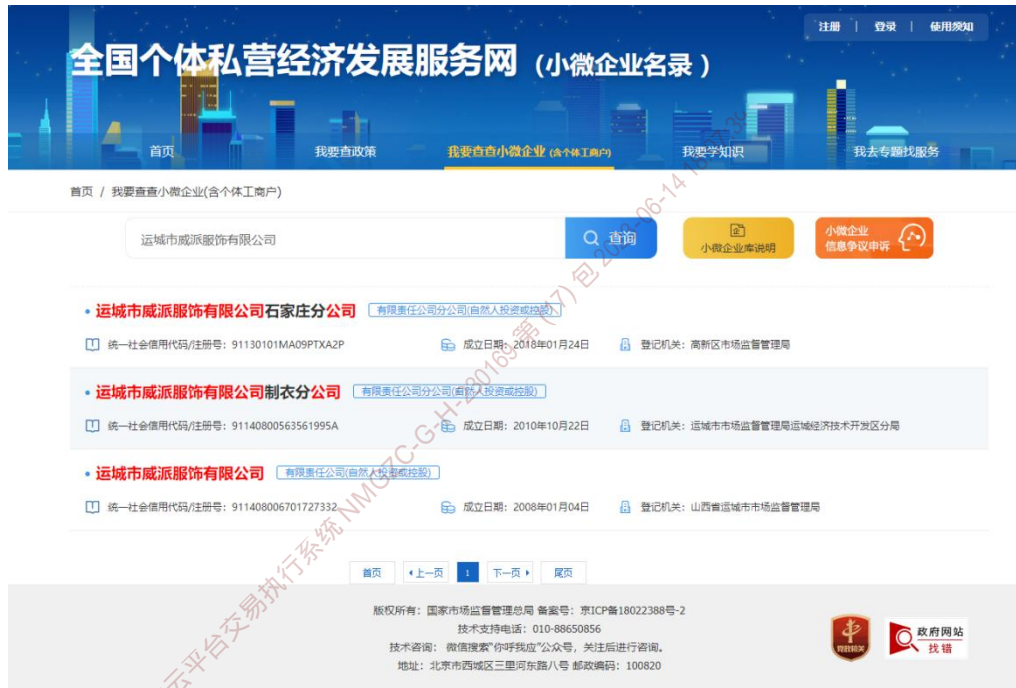 注册 | 登录 | 使用须知
全国个体私营经济发展服务网（小微企业名录）
首页 我要查政策 我要查查小微企业(含个体工商户) 我要学知识 我去专题找服务
首页 / 我要查查小微企业(含个体工商户)
运城市威派服饰有限公司 查询 小微企业库说明 小微企业
信息争议申诉
运城市威派服饰有限公司石家庄分公司 有限责任公司分公司(自然人投资或控股)
统一社会信用代码/注册号：91130101MA09PTXA2P 成立日期：2018年01月24日 登记机关：高新区市场监督管理局
运城市威派服饰有限公司制衣分公司 有限责任公司分公司(自然人投资或控股)
统一社会信用代码/注册号：91140800563561995A 成立日期：2010年10月22日 登记机关：运城市市场监督管理局运城经济技术开发区分局
运城市威派服饰有限公司 有限责任公司(自然人投资或控股)
统一社会信用代码/注册号：911408006701727332 成立日期：2008年01月04日 登记机关：山西省运城市市场监督管理局
首页 上一页 1 下一页 尾页
版权所有：国家市场监督管理总局 备案号：京ICP备18022388号-2
技术支持电话：010-88650856
技术咨询： 微信搜索"你呼我应"公众号，关注后进行咨询。
地址：北京市西城区三里河东路八号 邮政编码：100820
党政机关
政府网站
找错
云平台交易执行系统 NMGZC-G-H-230169 第(17)包 2023-06-14